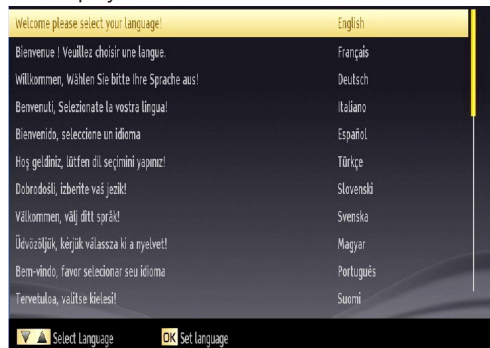 Welcome please select your language! English
Bienvenue ! Veuillez choisir une langue. Français
Willkommen, Wählen Sie bitte Ihre Sprache aus! Deutsch
Benvenuti, Selezionate la vostra lingua! Italiano
Bienvenido, seleccione un idioma Español
Hoş geldiniz, lütfen dil seçimini yapınız! Türkçe
Dobrodošli, izberite vaš jezik! Slovenski
Välkommen, välj ditt språk! Svenska
Üdvözöljük, kérjük válassza ki a nyelvet! Magyar
Bem-vindo, favor selecionar seu idioma Português
Tervetuloa, valitse kielesi! Suomi
Select Language OK Set language